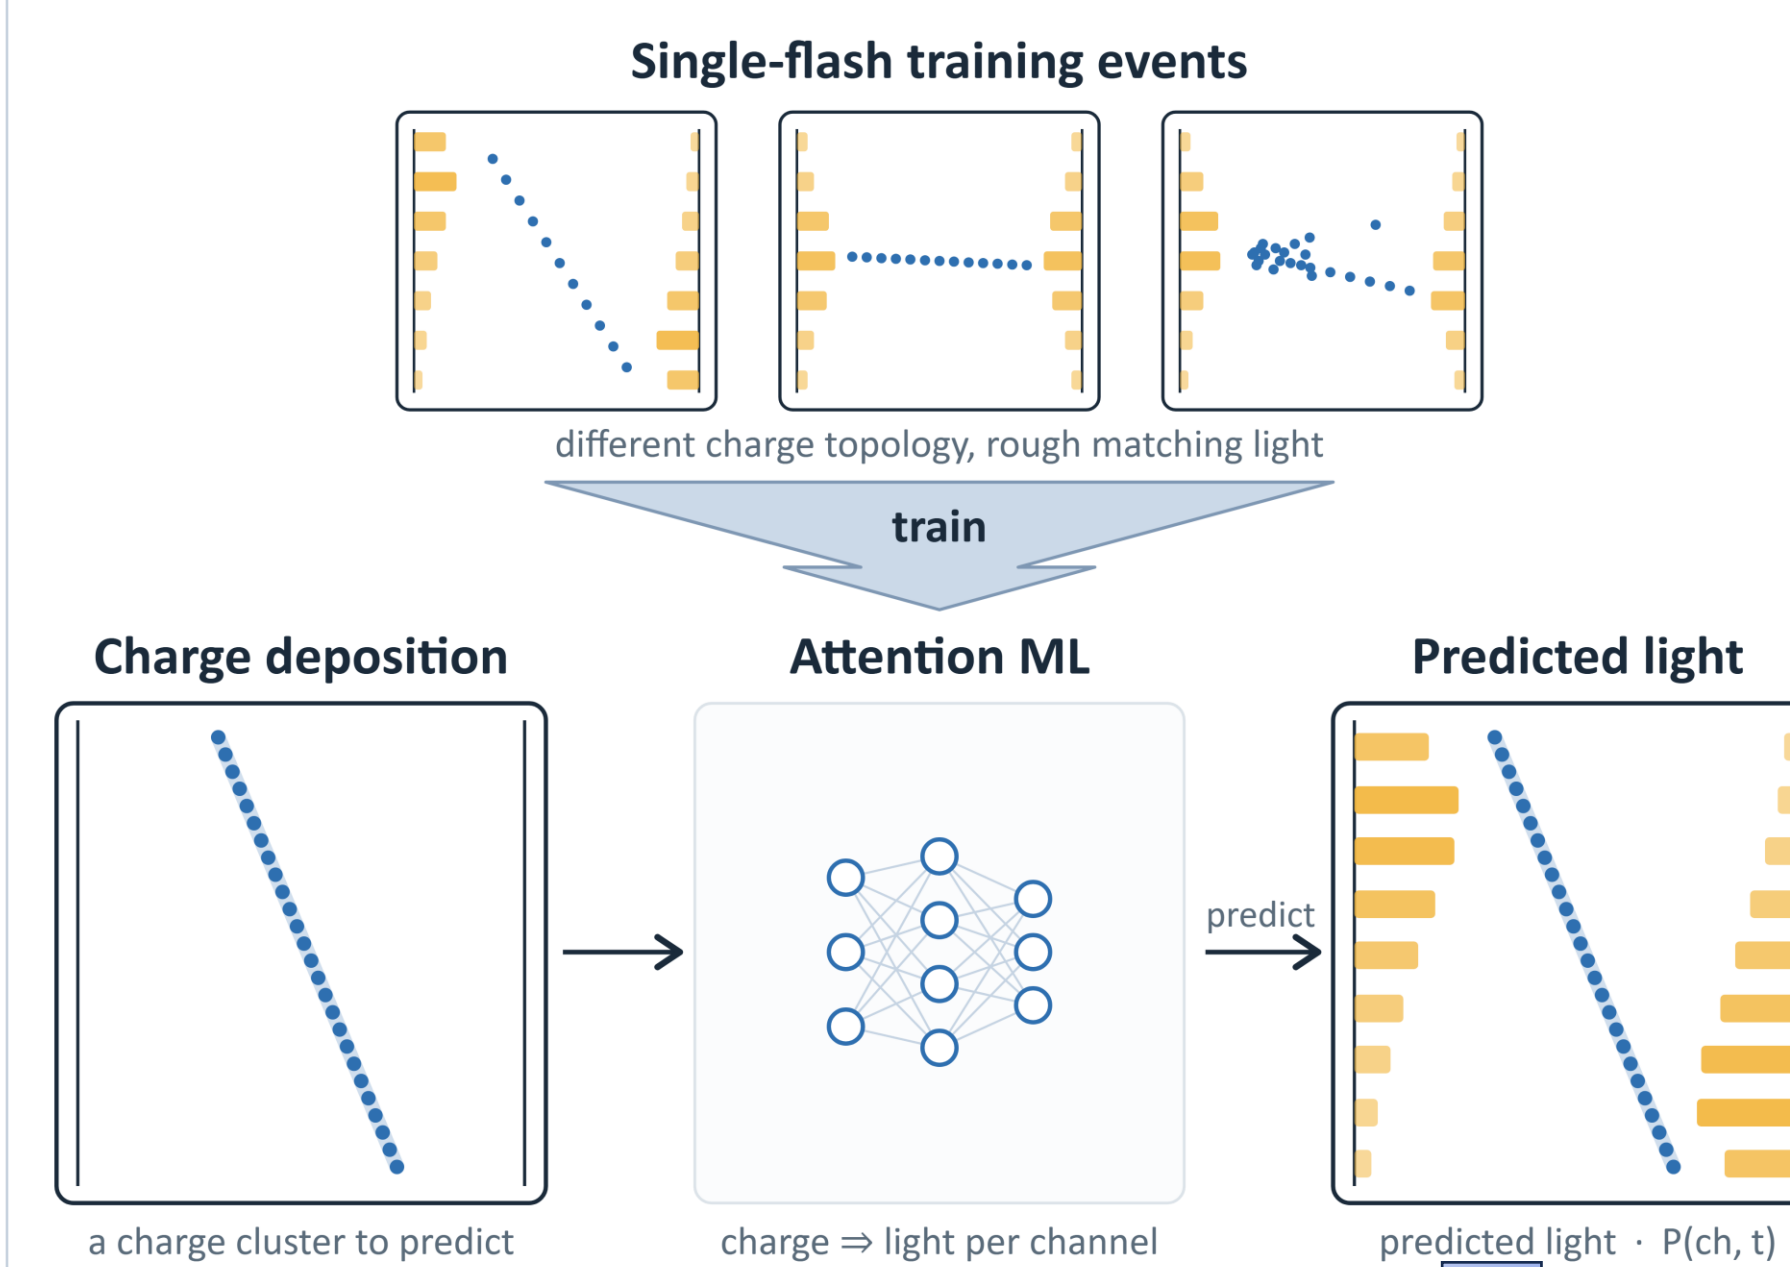 Single-flash training events
different charge topology, rough matching light
train
Charge deposition
Attention ML
Predicted light
predict
a charge cluster to predict
charge ⇒ light per channel
predicted light · P(ch, t)